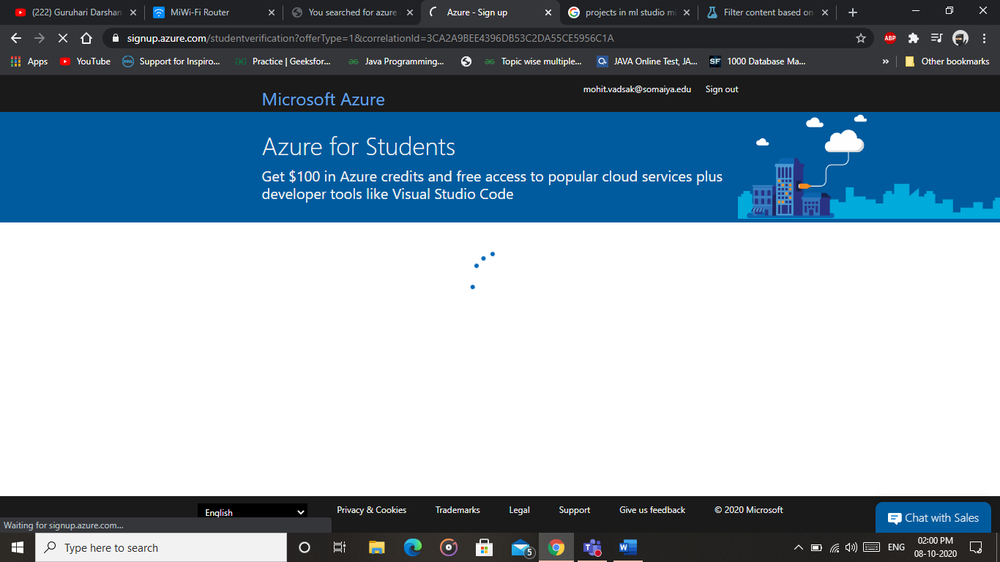 (222) Guruhari Darshan
MiWi-Fi Router
You searched for azure
Azure - Sign up
projects in ml studio mi
Filter content based on
signup.azure.com/studentverification?offerType=1&correlationId=3CA2A9BEE4396DB53C2DA55CE5956C1A
ABP
Apps
YouTube
DELL
Support for Inspiro...
Practice | Geeksfor...
Java Programming...
Topic wise multiple...
JAVA Online Test, JA...
SF
1000 Database Ma...
»
Other bookmarks
Microsoft Azure
mohit.vadsak@somaiya.edu
Sign out
Azure for Students
Get $100 in Azure credits and free access to popular cloud services plus
developer tools like Visual Studio Code
English
Privacy & Cookies
Trademarks
Legal
Support
Give us feedback
© 2020 Microsoft
Chat with Sales
Waiting for signup.azure.com...
Type here to search
5
ENG
02:00 PM
08-10-2020